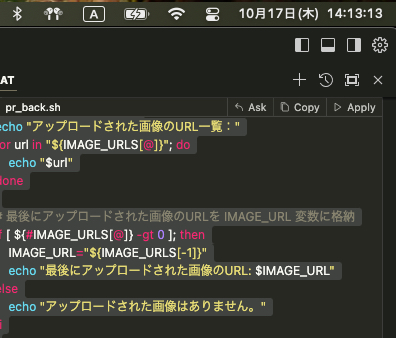 A 10月17日(木) 14:13:13
AT
pr_back.sh Ask Copy Apply
echo "アップロードされた画像のURL一覧："
or url in "${IMAGE_URLS[@]}"; do
echo "$url"
one
# 最後にアップロードされた画像のURLを IMAGE_URL 変数に格納
f [ ${#IMAGE_URLS[@]} -gt 0 ]; then
IMAGE_URL="${IMAGE_URLS[-1]}"
echo "最後にアップロードされた画像のURL: $IMAGE_URL"
else
echo "アップロードされた画像はありません。"
i